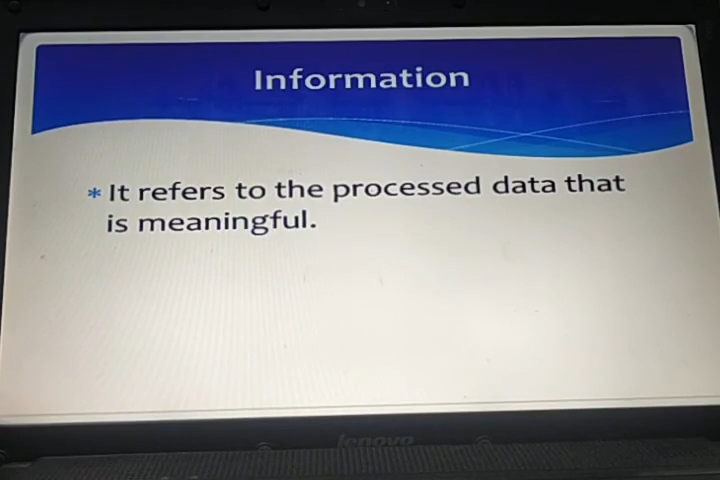 Information
* It refers to the processed data that
is meaningful.
lenovo